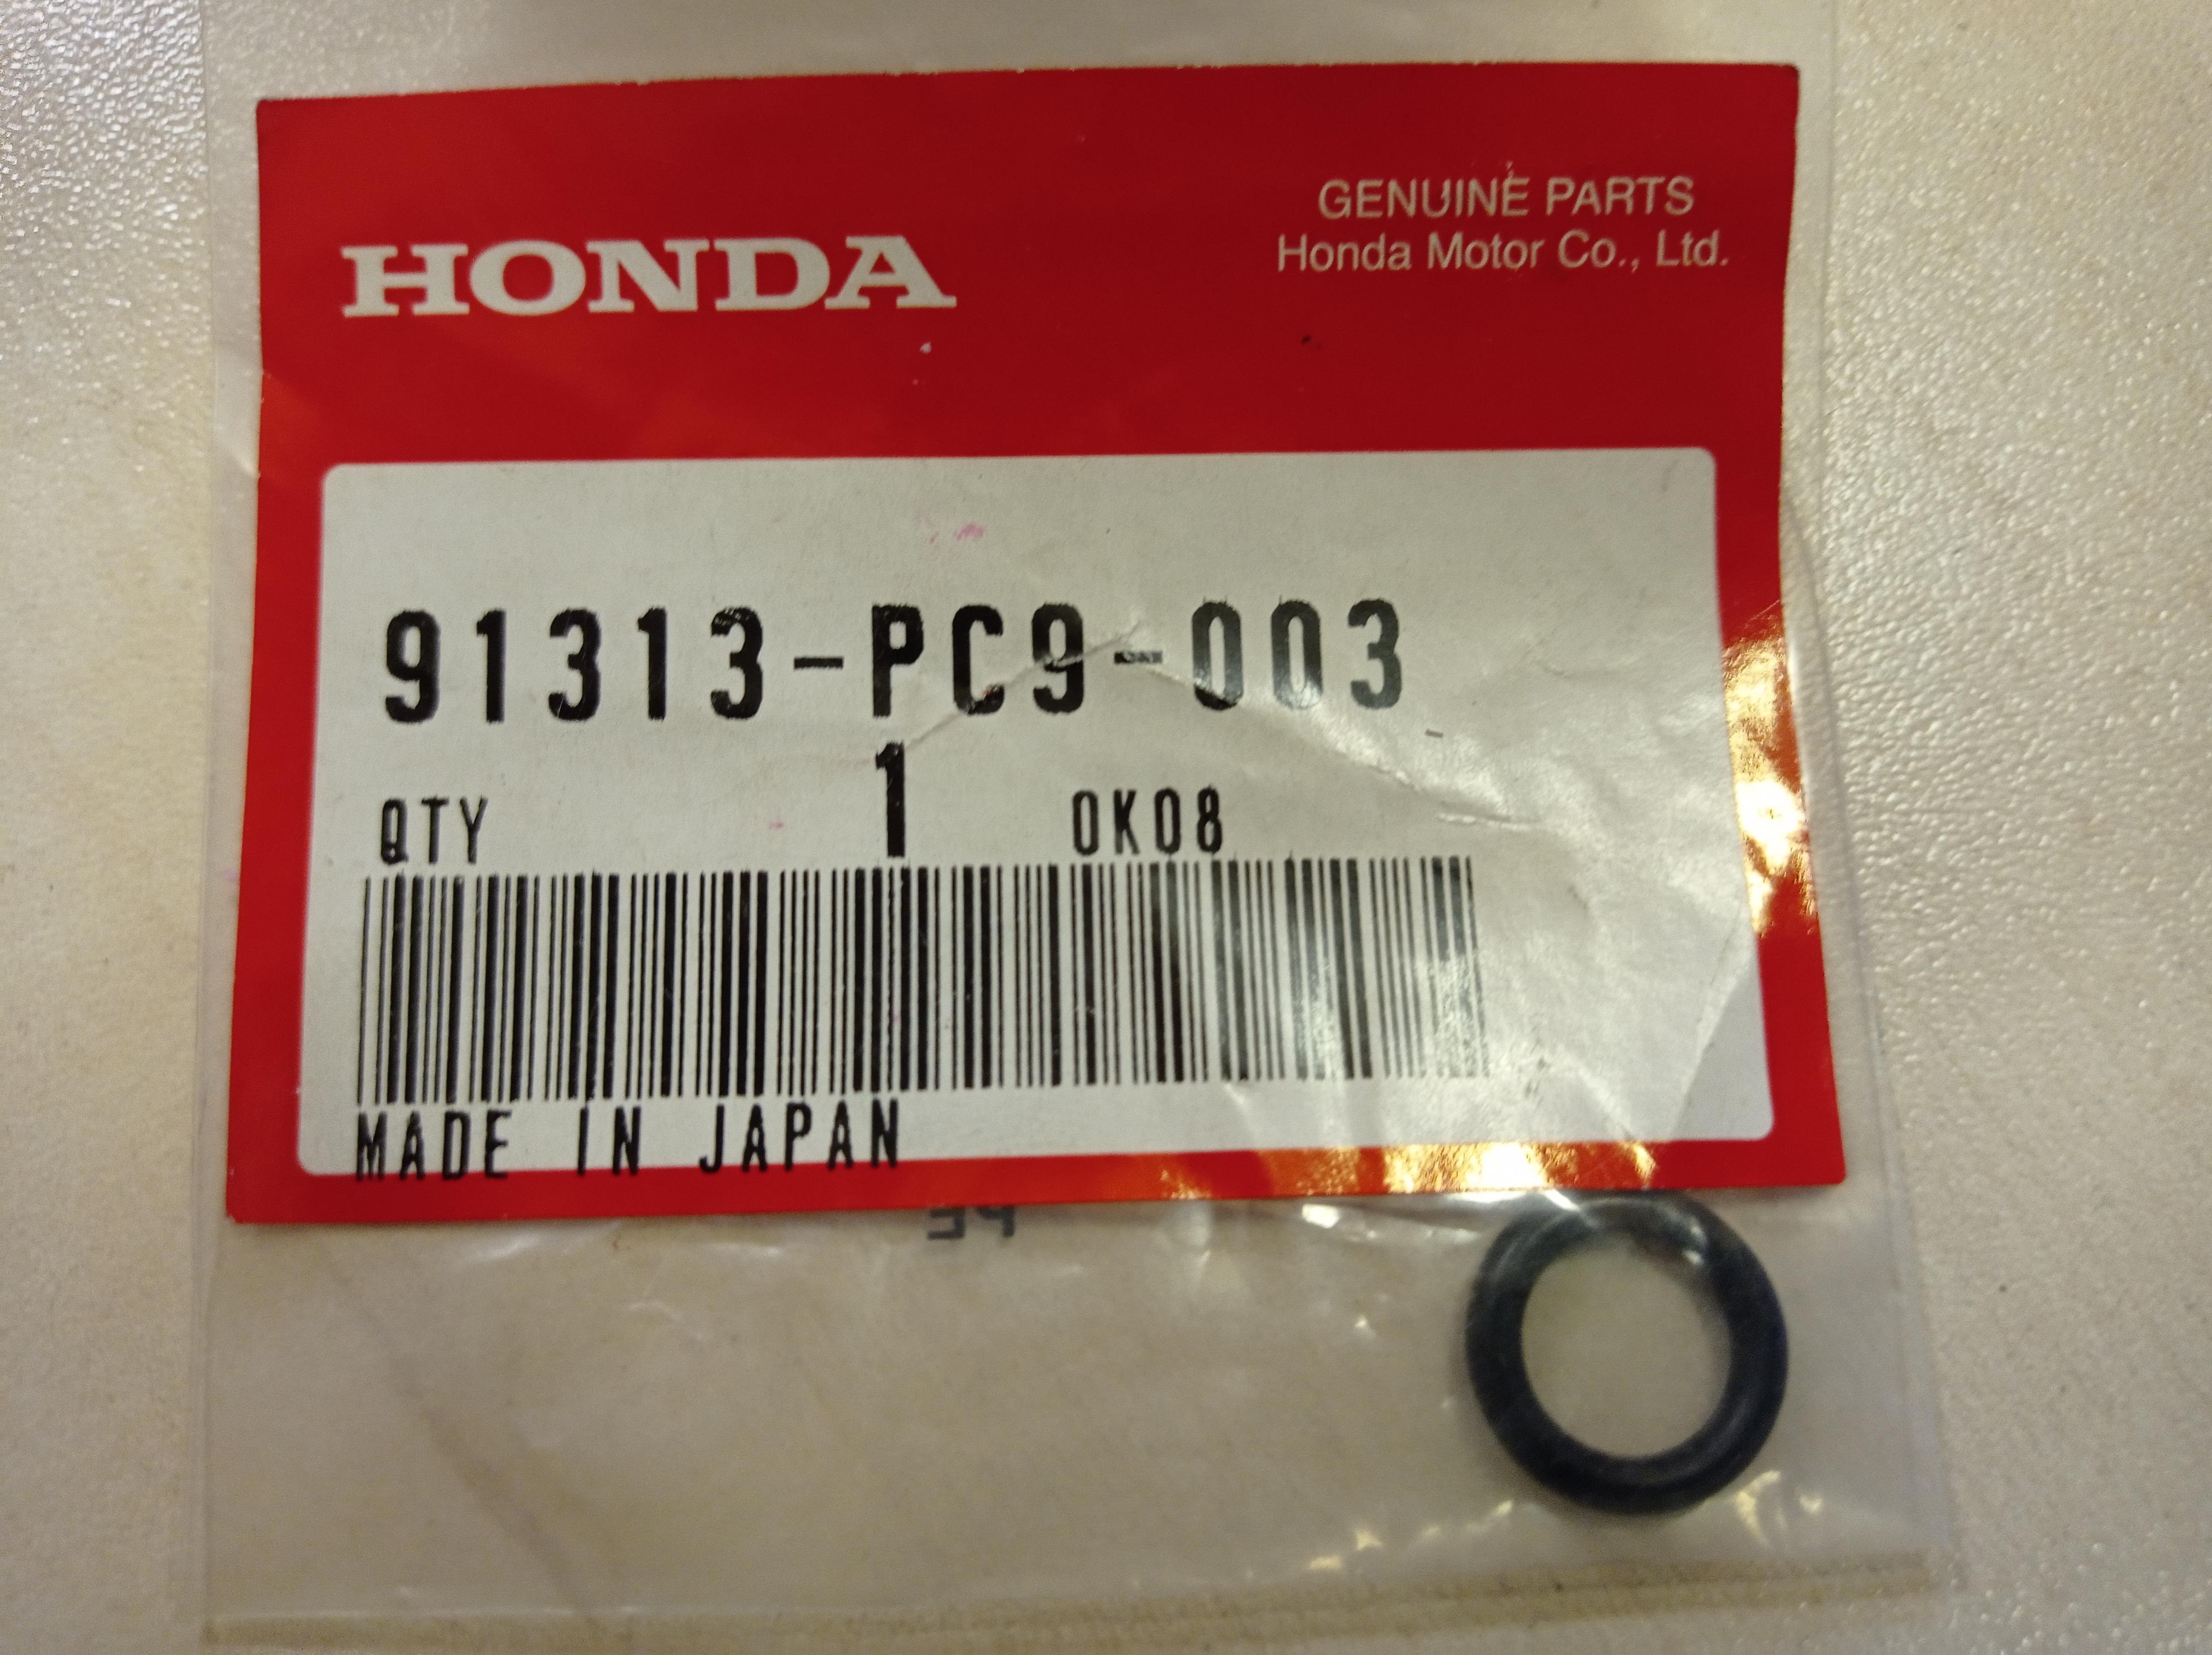 HONDA
GENUINE PARTS
Honda Motor Co., Ltd.
91313-PC9-003
QTY 1 0K08
MADE IN JAPAN